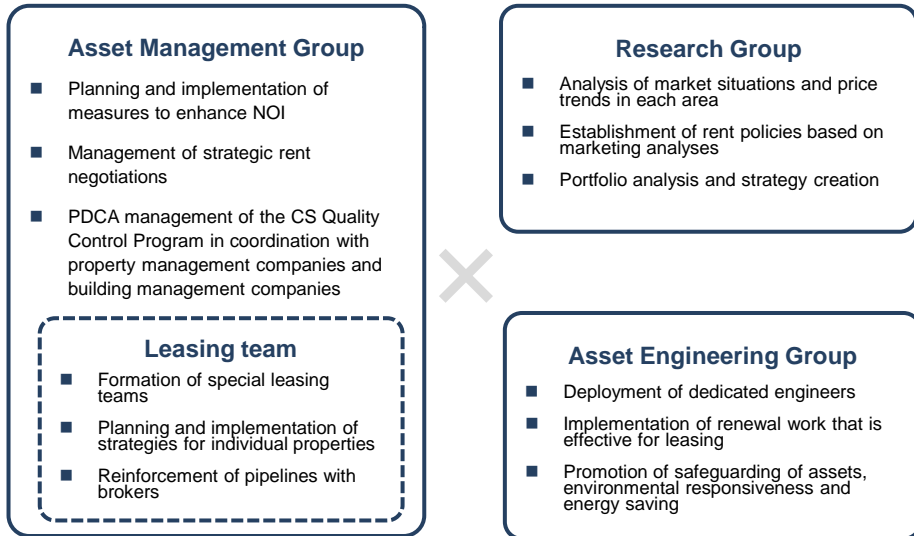 Asset Management Group
■ Planning and implementation of
measures to enhance NOI
■ Management of strategic rent
negotiations
■ PDCA management of the CS Quality
Control Program in coordination with
property management companies and
building management companies
Leasing team
■ Formation of special leasing
teams
■ Planning and implementation of
strategies for individual properties
■ Reinforcement of pipelines with
brokers
×
Research Group
■ Analysis of market situations and price
trends in each area
■ Establishment of rent policies based on
marketing analyses
■ Portfolio analysis and strategy creation
Asset Engineering Group
■ Deployment of dedicated engineers
■ Implementation of renewal work that is
effective for leasing
■ Promotion of safeguarding of assets,
environmental responsiveness and
energy saving